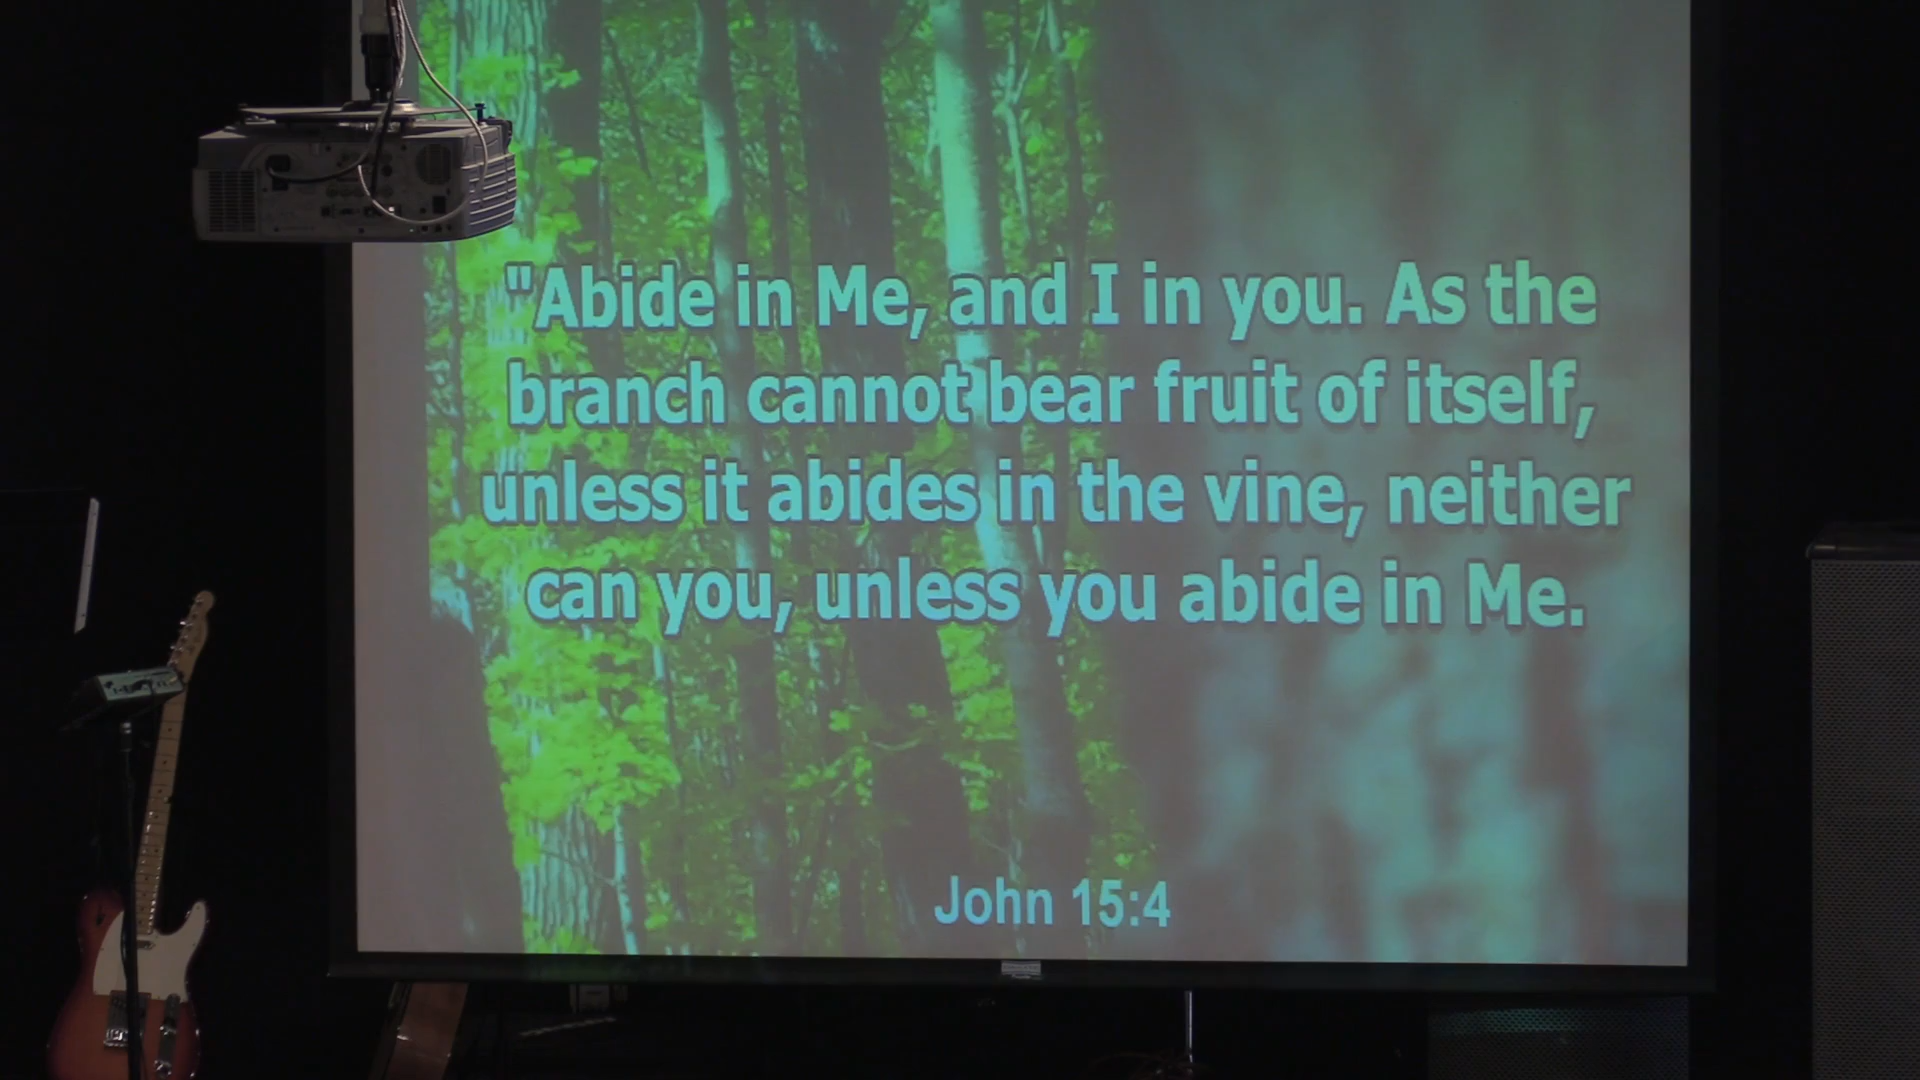 "Abide in Me, and I in you. As the
branch cannot bear fruit of itself,
unless it abides in the vine, neither
can you, unless you abide in Me.
John 15:4